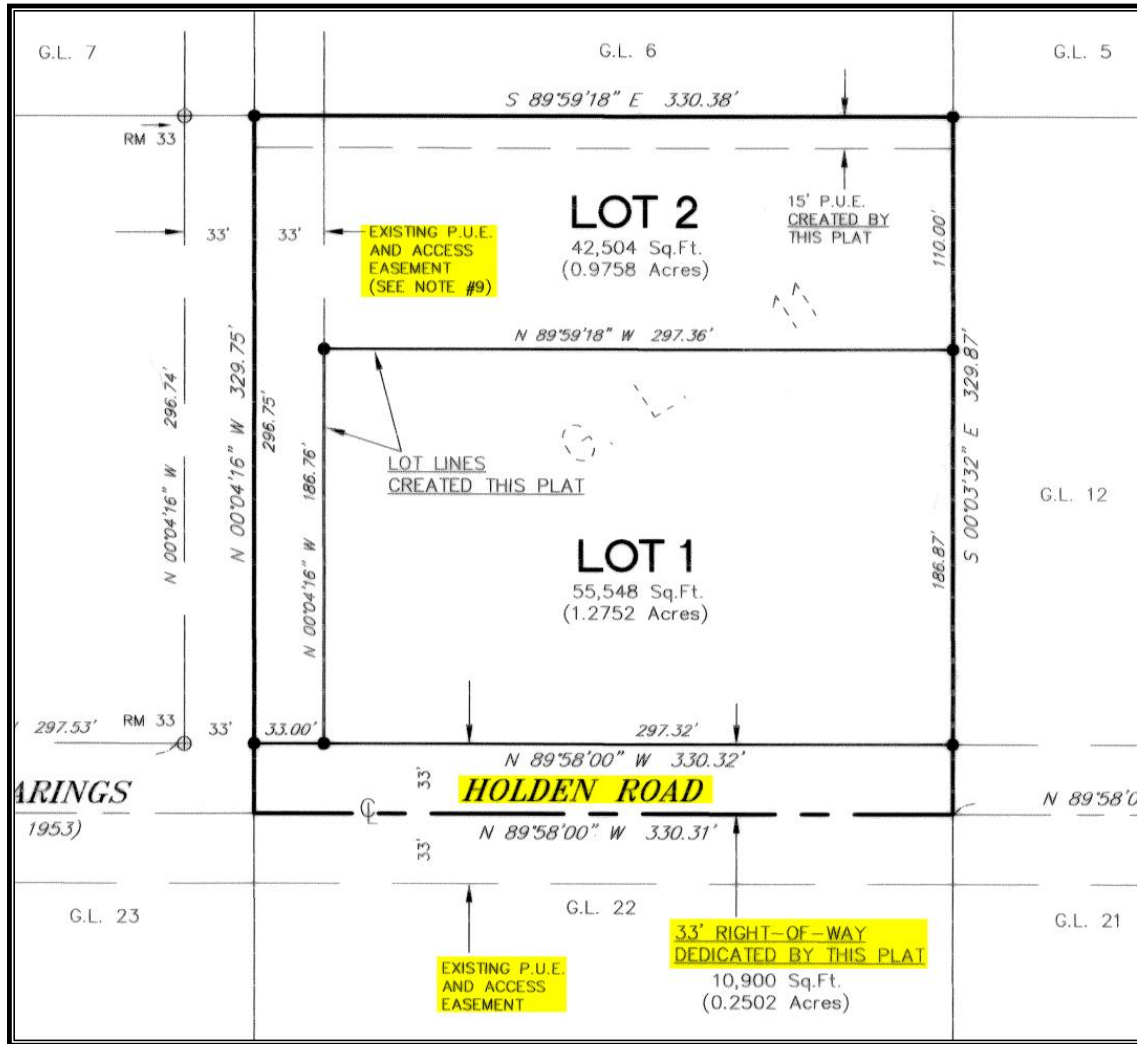 G.L. 7
G.L. 6
G.L. 5
S 89°59'18" E 330.38'
RM 33
33'
33'
EXISTING P.U.E.
AND ACCESS
EASEMENT
(SEE NOTE #9)
LOT 2
42,504 Sq.Ft.
(0.9758 Acres)
15' P.U.E.
CREATED BY
THIS PLAT
110.00'
N 89°59'18" W 297.36'
N 00°04'16" W 296.74'
N 00°04'16" W 329.75'
296.75'
N 00°04'16" W 186.76'
LOT LINES
CREATED THIS PLAT
G. L. 11
S 00°03'32" E 329.87'
186.87'
G.L. 12
LOT 1
55,548 Sq.Ft.
(1.2752 Acres)
297.53'
RM 33
33'
33.00'
297.32'
N 89°58'00" W 330.32'
33'
HOLDEN ROAD
ARINGS
1953)
N 89°58'0
℄
N 89°58'00" W 330.31'
33'
G.L. 23
G.L. 22
G.L. 21
EXISTING P.U.E.
AND ACCESS
EASEMENT
33' RIGHT-OF-WAY
DEDICATED BY THIS PLAT
10,900 Sq.Ft.
(0.2502 Acres)